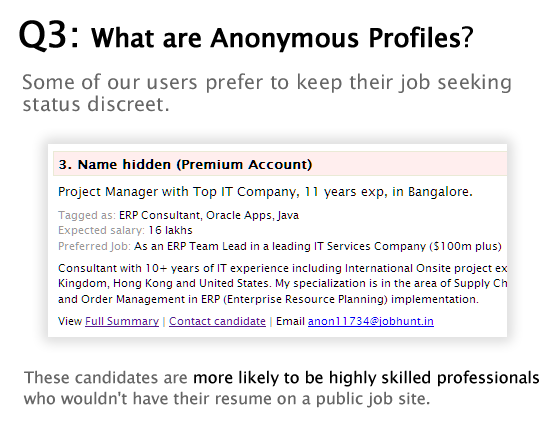 Q3: What are Anonymous Profiles?
Some of our users prefer to keep their job seeking
status discreet.
3. Name hidden (Premium Account)
Project Manager with Top IT Company, 11 years exp, in Bangalore.
Tagged as: ERP Consultant, Oracle Apps, Java
Expected salary: 16 lakhs
Preferred Job: As an ERP Team Lead in a leading IT Services Company ($100m plus)
Consultant with 10+ years of IT experience including International Onsite project ex
Kingdom, Hong Kong and United States. My specialization is in the area of Supply Ch
and Order Management in ERP (Enterprise Resource Planning) implementation.
View Full Summary | Contact candidate | Email anon11734@jobhunt.in
These candidates are more likely to be highly skilled professionals
who wouldn't have their resume on a public job site.